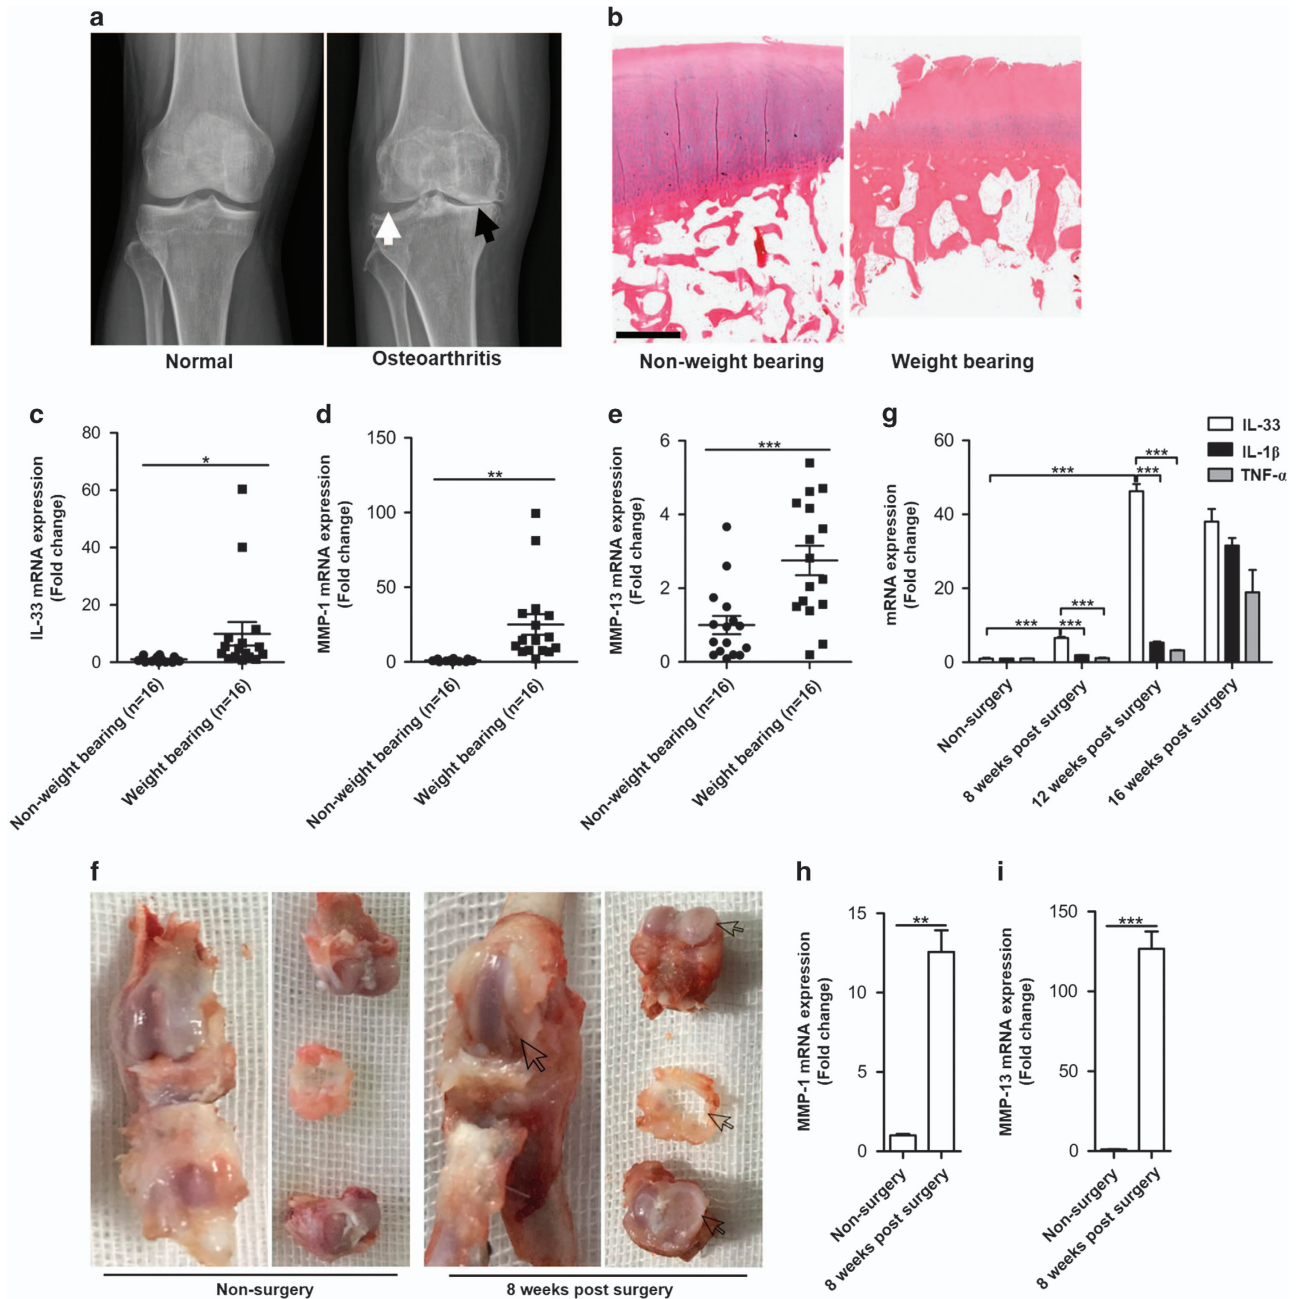 a
b
Normal
Osteoarthritis
Non-weight bearing
Weight bearing
c
IL-33 mRNA expression
(Fold change)
80
60
40
20
0
*
Non-weight bearing (n=16)
Weight bearing (n=16)
d
MMP-1 mRNA expression
(Fold change)
150
100
50
0
**
Non-weight bearing (n=16)
Weight bearing (n=16)
e
MMP-13 mRNA expression
(Fold change)
6
4
2
0
***
Non-weight bearing (n=16)
Weight bearing (n=16)
g
IL-33
IL-1β
TNF-α
mRNA expression
(Fold change)
60
40
20
0
***
***
***
***
***
***
Non-surgery
8 weeks post surgery
12 weeks post surgery
16 weeks post surgery
f
Non-surgery
8 weeks post surgery
h
MMP-1 mRNA expression
(Fold change)
15
13
10
5
0
**
Non-surgery
8 weeks post surgery
i
MMP-13 mRNA expression
(Fold change)
150
100
50
0
***
Non-surgery
8 weeks post surgery